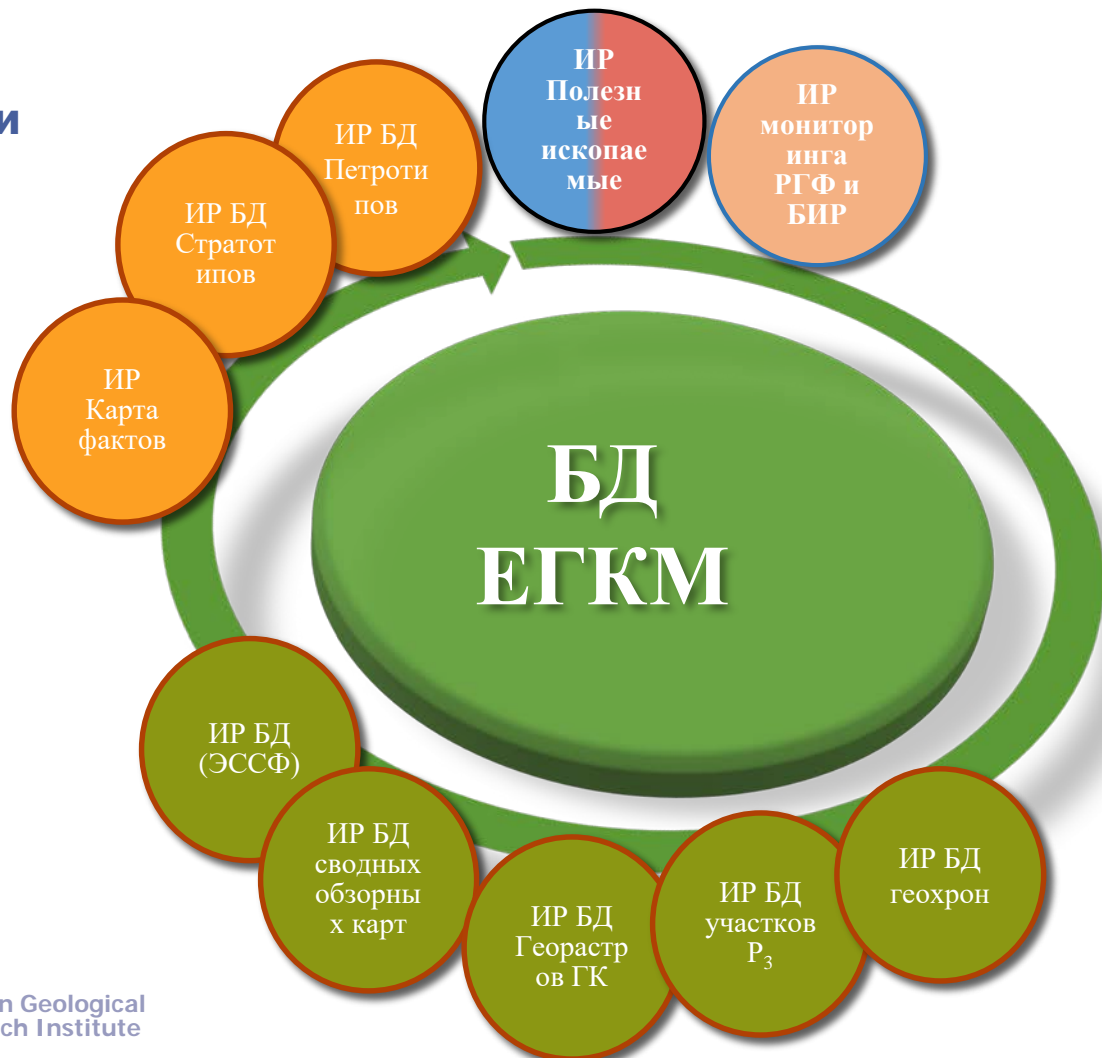 и
ИР
Полезн
ые
ископае
мые
ИР
монитор
инга
РГФ и
БИР
ИР БД
Петроти
пов
ИР БД
Стратот
ипов
ИР
Карта
фактов
БД
ЕГКМ
ИР БД
(ЭССФ)
ИР БД
сводных
обзорны
х карт
ИР БД
Георастр
ов ГК
ИР БД
участков
Р₃
ИР БД
геохрон
n Geological
ch Institute